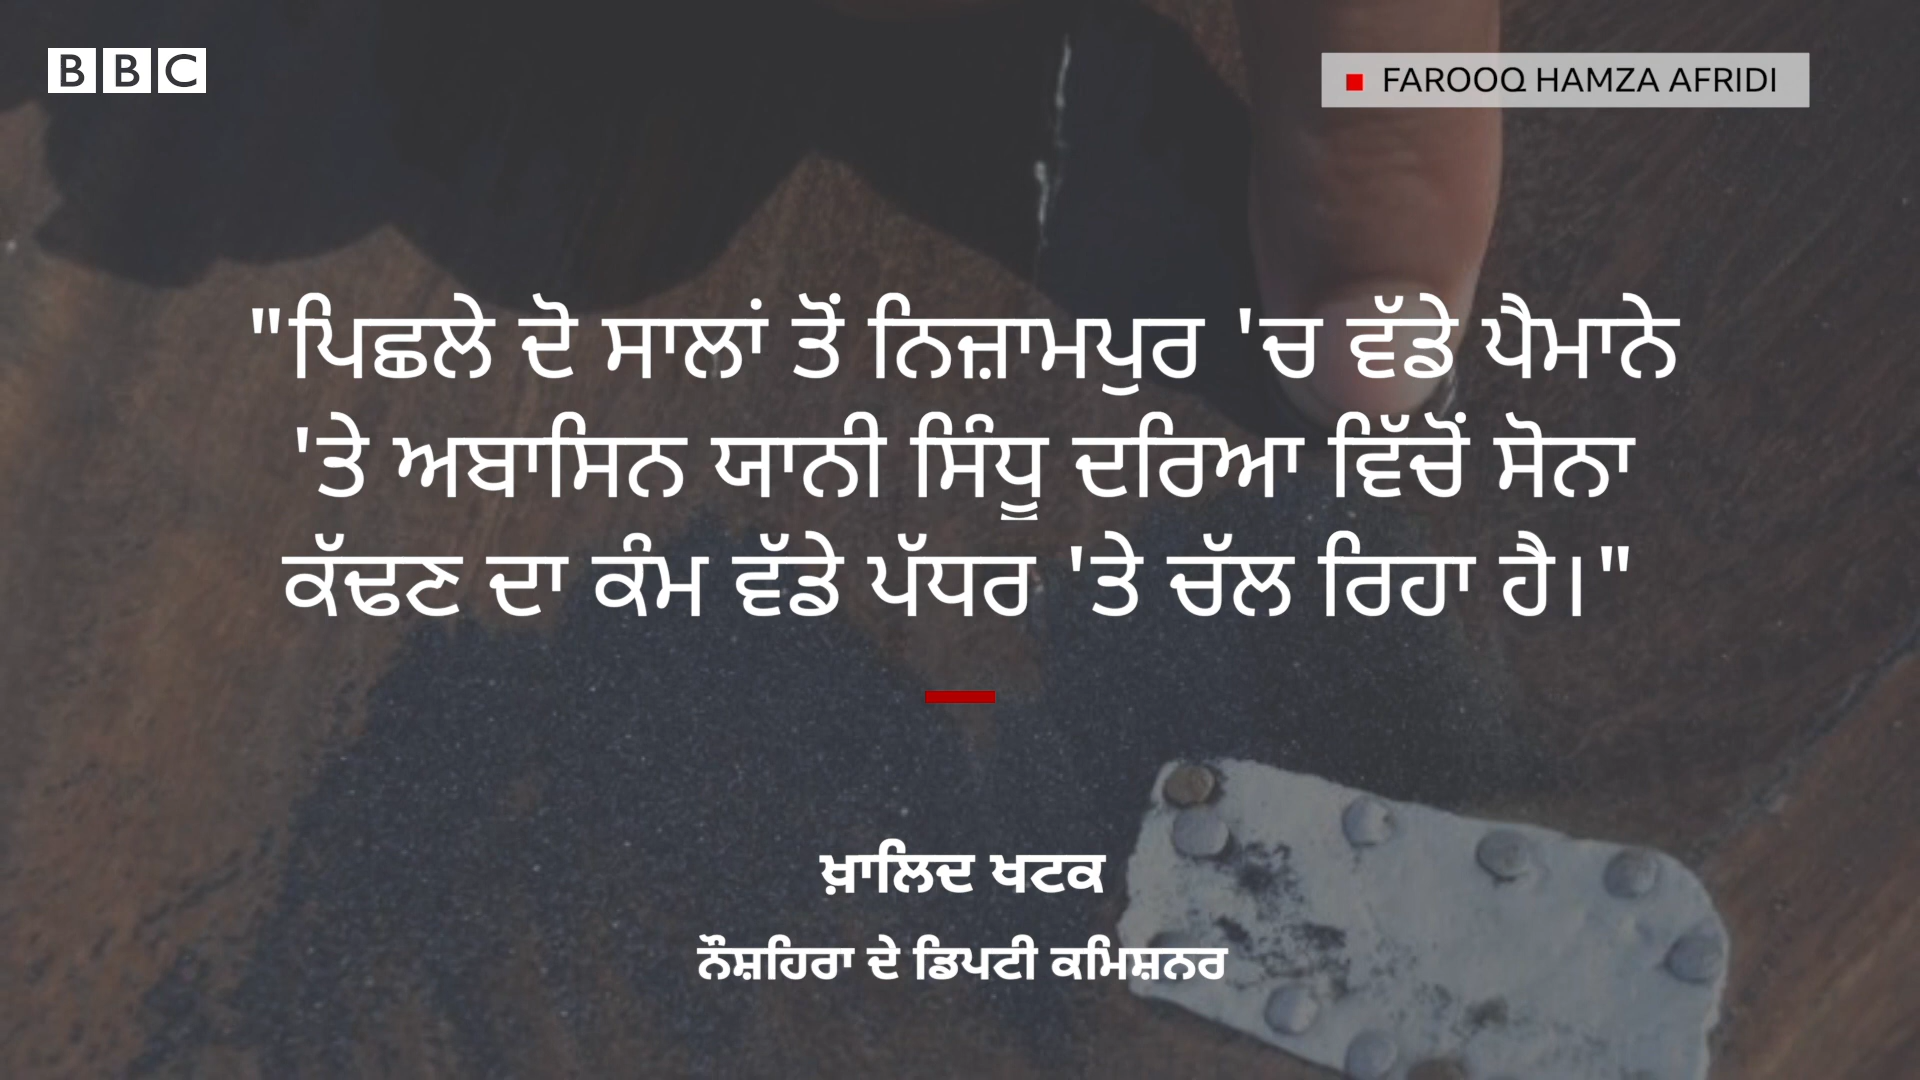 BBC
FAROOQ HAMZA AFRIDI
"ਪਿਛਲੇ ਦੋ ਸਾਲਾਂ ਤੋਂ ਨਿਜ਼ਾਮਪੁਰ 'ਚ ਵੱਡੇ ਪੈਮਾਨੇ
'ਤੇ ਅਬਾਸਿਨ ਯਾਨੀ ਸਿੰਧੂ ਦਰਿਆ ਵਿੱਚੋਂ ਸੋਨਾ
ਕੱਢਣ ਦਾ ਕੰਮ ਵੱਡੇ ਪੱਧਰ 'ਤੇ ਚੱਲ ਰਿਹਾ ਹੈ।"
ਖ਼ਾਲਿਦ ਖਟਕ
ਨੌਸ਼ਹਿਰਾ ਦੇ ਡਿਪਟੀ ਕਮਿਸ਼ਨਰ